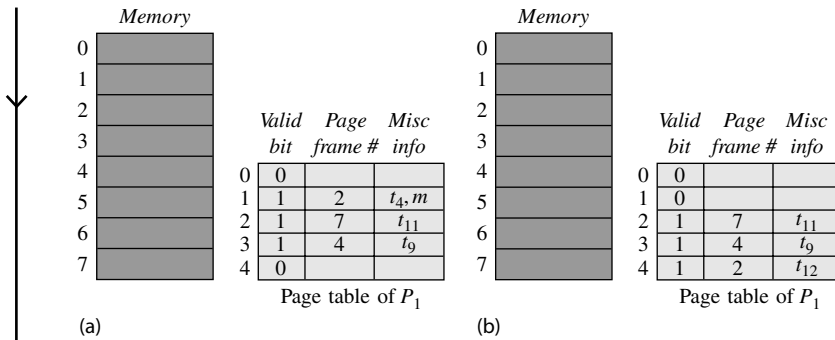 Memory
0
1
2
3
4
5
6
7
Valid bit Page frame # Misc info
0 0
1 1 2 t4, m
2 1 7 t11
3 1 4 t9
4 0
Page table of P1
(a)
Memory
0
1
2
3
4
5
6
7
Valid bit Page frame # Misc info
0 0
1 0
2 1 7 t11
3 1 4 t9
4 1 2 t12
Page table of P1
(b)